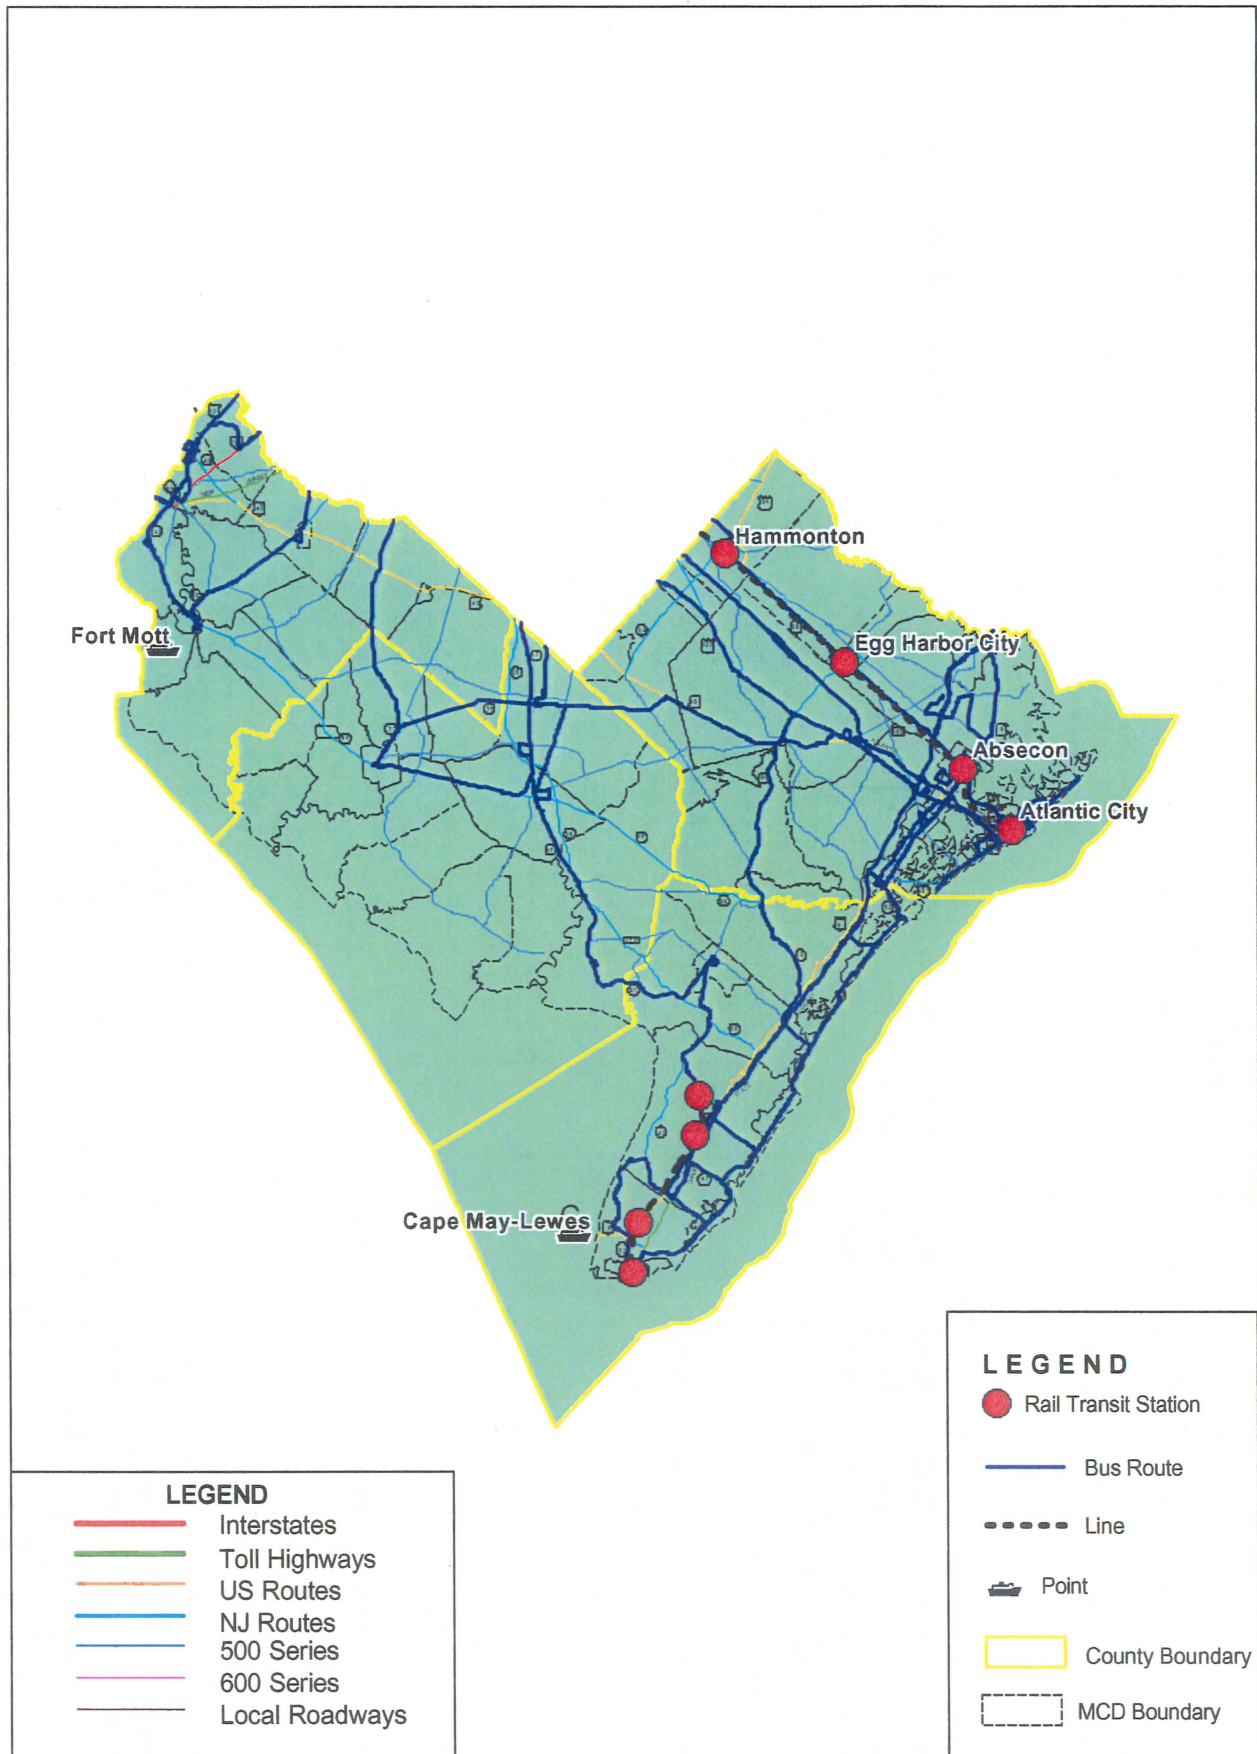 Hammonton
Fort Mott
Egg Harbor City
Absecon
Atlantic City
Cape May-Lewes
NEW JERSEY
LEGEND
Rail Transit Station
Bus Route
Line
Point
County Boundary
MCD Boundary
LEGEND
Interstates
Toll Highways
US Routes
NJ Routes
500 Series
600 Series
Local Roadways